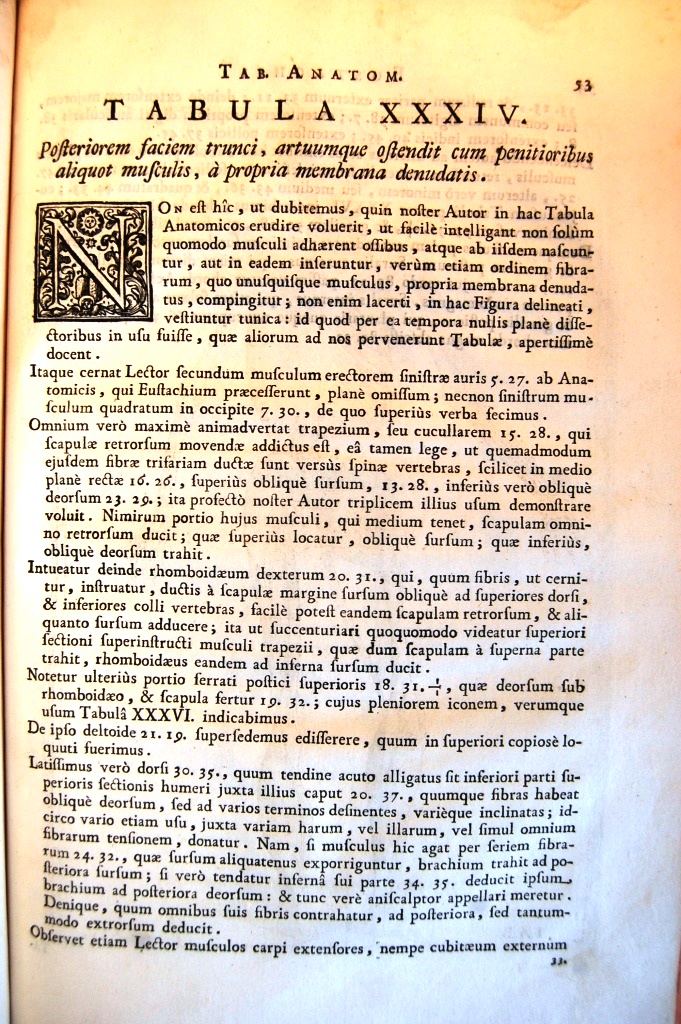 TAB. ANATOM.
53
TABULA XXXIV.
Poſteriorem faciem trunci, artuumque oſtendit cum penitioribus
aliquot muſculis, à propria membrana denudatis.
NON eſt hîc, ut dubitemus, quin noſter Autor in hac Tabula
Anatomicos erudire voluerit, ut facilè intelligant non ſolùm
quomodo muſculi adhærent oſſibus, atque ab iiſdem naſcun-
tur, aut in eadem inſeruntur, verùm etiam ordinem fibra-
rum, quo unuſquiſque muſculus, propria membrana denuda-
tus, compingitur; non enim lacerti, in hac Figura delineati,
veſtiuntur tunica: id quod per ea tempora nullis planè diſſe-
ctoribus in uſu fuiſſe, quæ aliorum ad nos pervenerunt Tabulæ, apertiſſimè
docent.
Itaque cernat Lector ſecundum muſculum erectorem ſiniſtræ auris 5. 27. ab Ana-
tomicis, qui Euſtachium præceſſerunt, planè omiſſum; necnon ſiniſtrum mu-
ſculum quadratum in occipite 7. 30., de quo ſuperiùs verba fecimus.
Omnium verò maximè animadvertat trapezium, ſeu cucullarem 15. 28., qui
ſcapulæ retrorſum movendæ addictus eſt, eâ tamen lege, ut quemadmodum
ejuſdem fibræ trifariam ductæ ſunt versùs ſpinæ vertebras, ſcilicet in medio
planè rectæ 16. 26., ſuperiùs obliquè ſurſum, 13. 28., inferiùs verò obliquè
deorſum 23. 29.; ita profectò noſter Autor triplicem illius uſum demonſtrare
voluit. Nimirum portio hujus muſculi, qui medium tenet, ſcapulam omni-
no retrorſum ducit; quæ ſuperiùs locatur, obliquè ſurſum; quæ inferiùs,
obliquè deorſum trahit.
Intueatur deinde rhomboidæum dexterum 20. 31., qui, quum fibris, ut cerni-
tur, inſtruatur, ductis à ſcapulæ margine ſurſum obliquè ad ſuperiores dorſi,
& inferiores colli vertebras, facilè poteſt eandem ſcapulam retrorſum, & ali-
quanto ſurſum adducere; ita ut ſuccenturiari quoquomodo videatur ſuperiori
ſectioni ſuperinſtructi muſculi trapezii, quæ dum ſcapulam à ſuperna parte
trahit, rhomboidæus eandem ad inferna ſurſum ducit.
Notetur ulteriùs portio ſerrati poſtici ſuperioris 18. 31. 1/1, quæ deorſum ſub
rhomboidæo, & ſcapula fertur 19. 32.; cujus pleniorem iconem, verumque
uſum Tabulâ XXXVI. indicabimus.
De ipſo deltoide 21. 19. ſuperſedemus ediſſerere, quum in ſuperiori copiosè lo-
quuti fuerimus.
Latiſſimus verò dorſi 30. 35., quum tendine acuto alligatus ſit inferiori parti ſu-
perioris ſectionis humeri juxta illius caput 20. 37., quumque fibras habeat
obliquè deorſum, ſed ad varios terminos deſinentes, varièque inclinatas; id-
circo vario etiam uſu, juxta variam harum, vel illarum, vel ſimul omnium
fibrarum tenſionem, donatur. Nam, ſi muſculus hic agat per ſeriem fibra-
rum 24. 32., quæ ſurſum aliquatenus exporriguntur, brachium trahit ad po-
ſteriora ſurſum; ſi verò tendatur infernâ ſui parte 34. 35. deducit ipſum
brachium ad poſteriora deorſum: & tunc verè aniſcalptor appellari meretur.
Denique, quum omnibus ſuis fibris contrahatur, ad poſteriora, ſed tantum-
modo extrorſum deducit.
Obſervet etiam Lector muſculos carpi extenſores, nempe cubitæum externum
33.